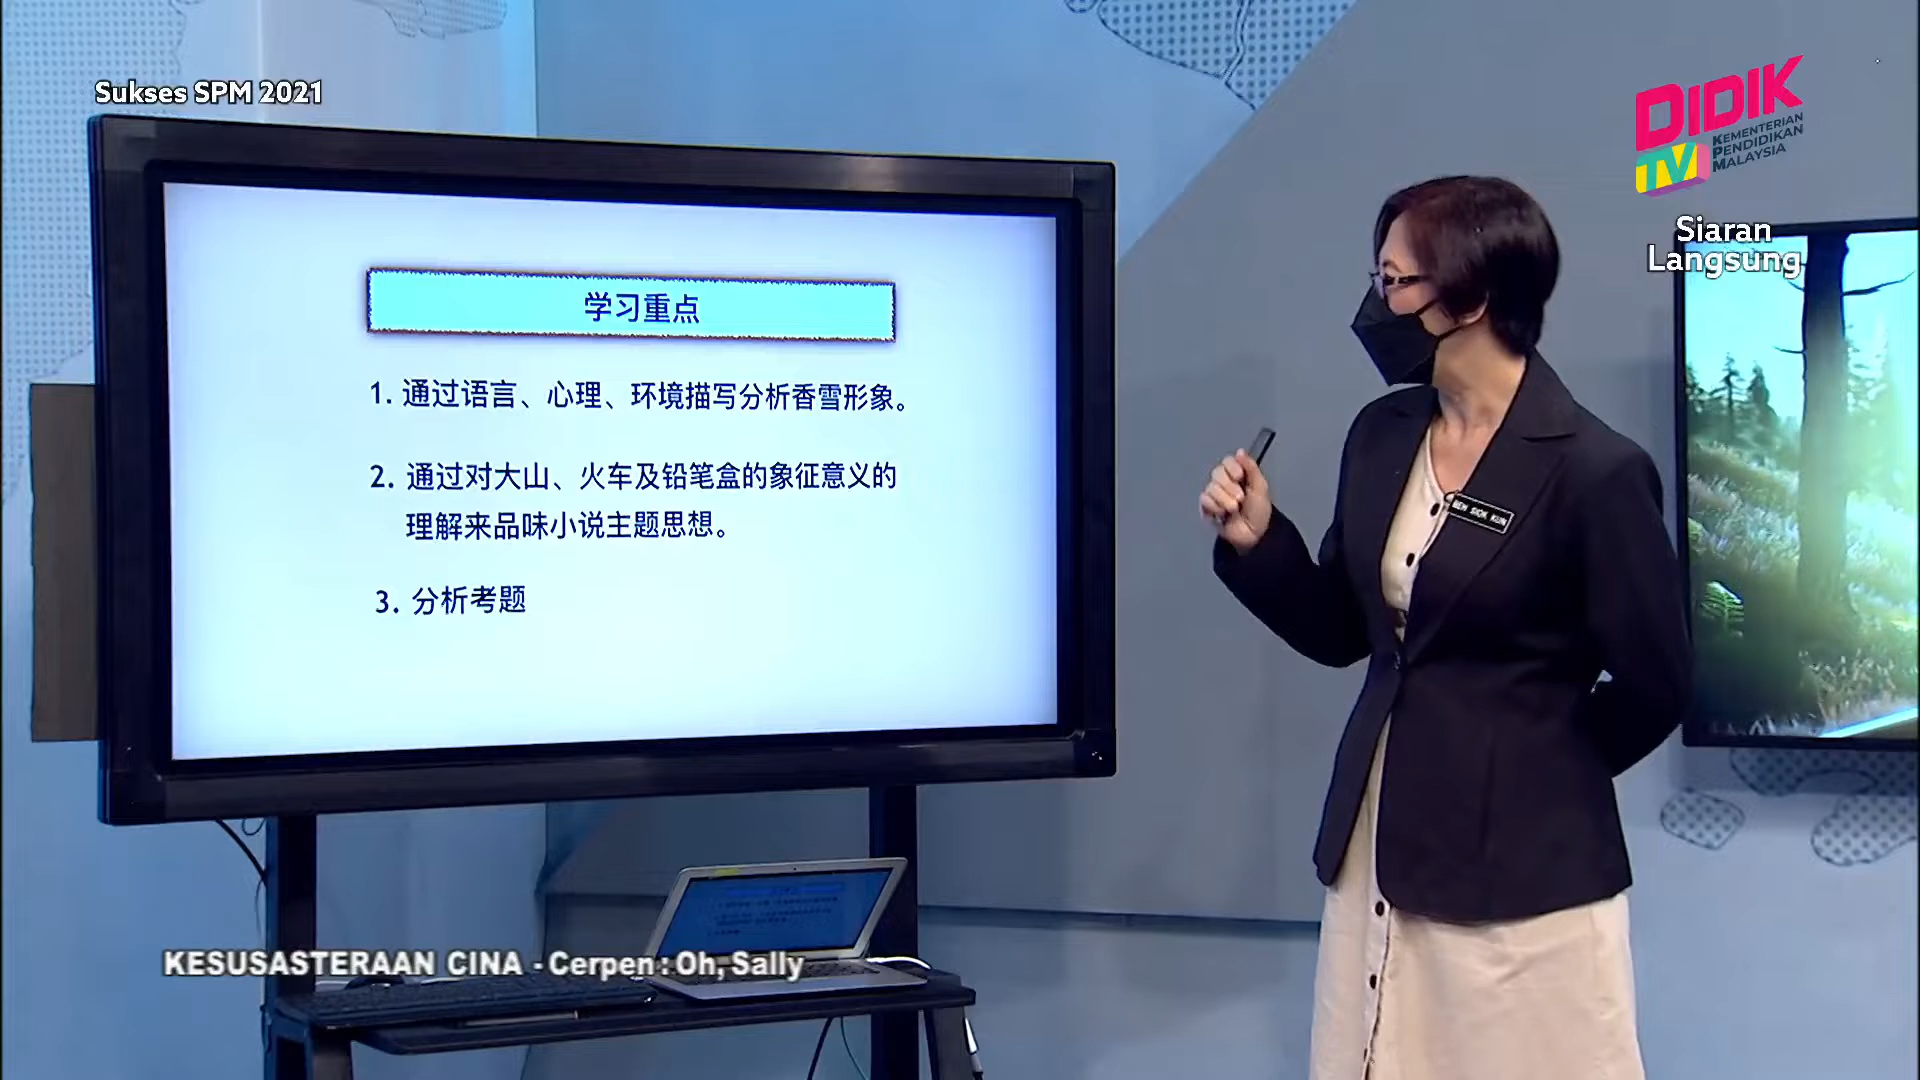 Sukses SPM 2021
DIDIK
TV
KEMENTERIAN
PENDIDIKAN
MALAYSIA
Siaran
Langsung
学习重点
1. 通过语言、心理、环境描写分析香雪形象。
2. 通过对大山、火车及铅笔盒的象征意义的
理解来品味小说主题思想。
3. 分析考题
SIOK KUN
KESUSASTERAAN CINA - Cerpen : Oh, Sally